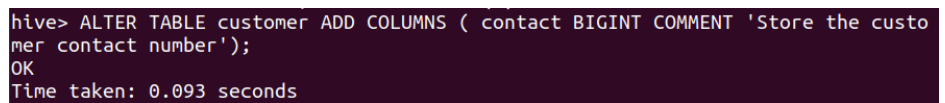 hive> ALTER TABLE customer ADD COLUMNS ( contact BIGINT COMMENT 'Store the custo
mer contact number');
OK
Time taken: 0.093 seconds